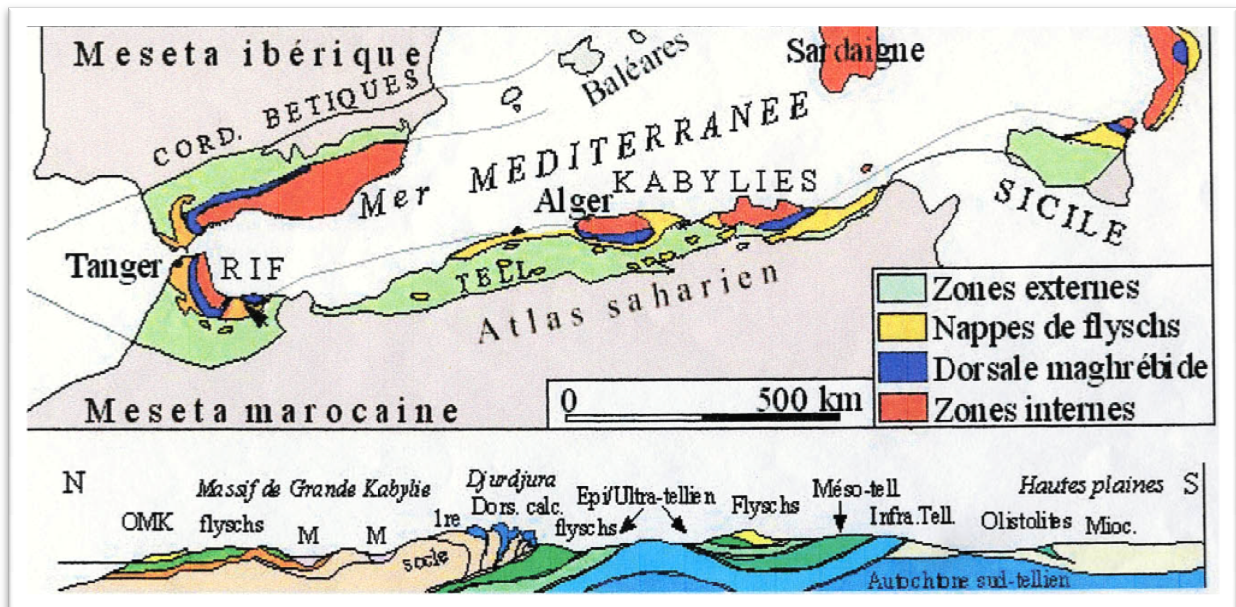 Meseta ibérique
Baléares
Sardaigne
CORD. BETIQUES
Mer MEDITERRANEE
Alger
KABYLIES
SICILE
Tanger
RIF
TELL
Atlas saharien
Meseta marocaine
0 500 km
Zones externes
Nappes de flyschs
Dorsale maghrébide
Zones internes
N
S
OMK
Massif de Grande Kabylie
flyschs
M
M
1re
socle
Djurdjura
Dors. calc.
flyschs
Epi/Ultra-tellien
Flyschs
Méso-tell
Infra.Tell.
Olistolites
Hautes plaines
Mioc.
Autochtone sud-tellien